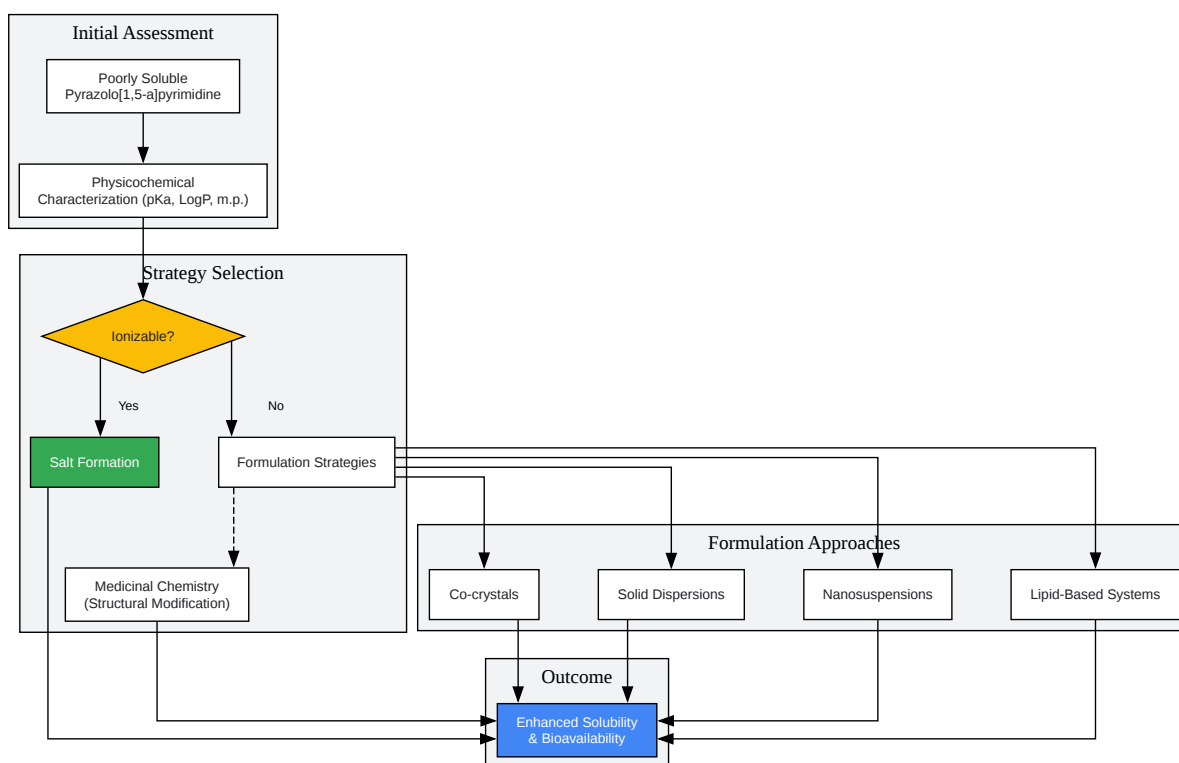 Initial Assessment
Poorly Soluble
Pyrazolo[1,5-a]pyrimidine
Physicochemical
Characterization (pKa, LogP, m.p.)
Strategy Selection
Ionizable?
Yes
No
Salt Formation
Formulation Strategies
Medicinal Chemistry
(Structural Modification)
Formulation Approaches
Co-crystals
Solid Dispersions
Nanosuspensions
Lipid-Based Systems
Outcome
Enhanced Solubility
& Bioavailability